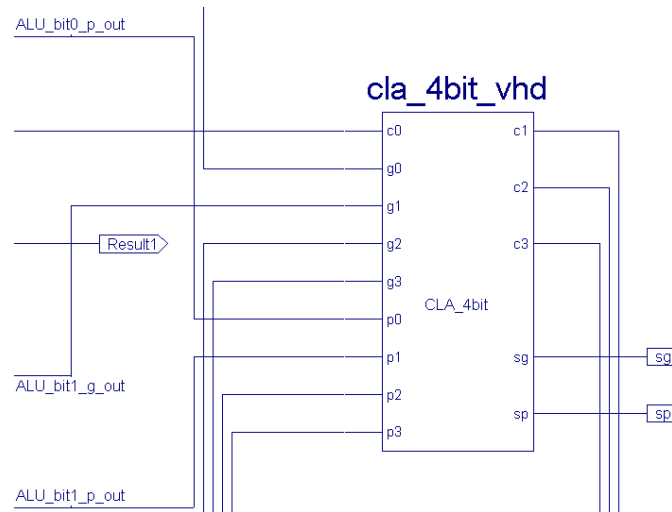 ALU_bit0_p_out
cla_4bit_vhd
c0
c1
g0
c2
g1
Result1
g2
c3
g3
CLA_4bit
p0
p1
sg
sg
ALU_bit1_g_out
p2
sp
sp
p3
ALU_bit1_p_out